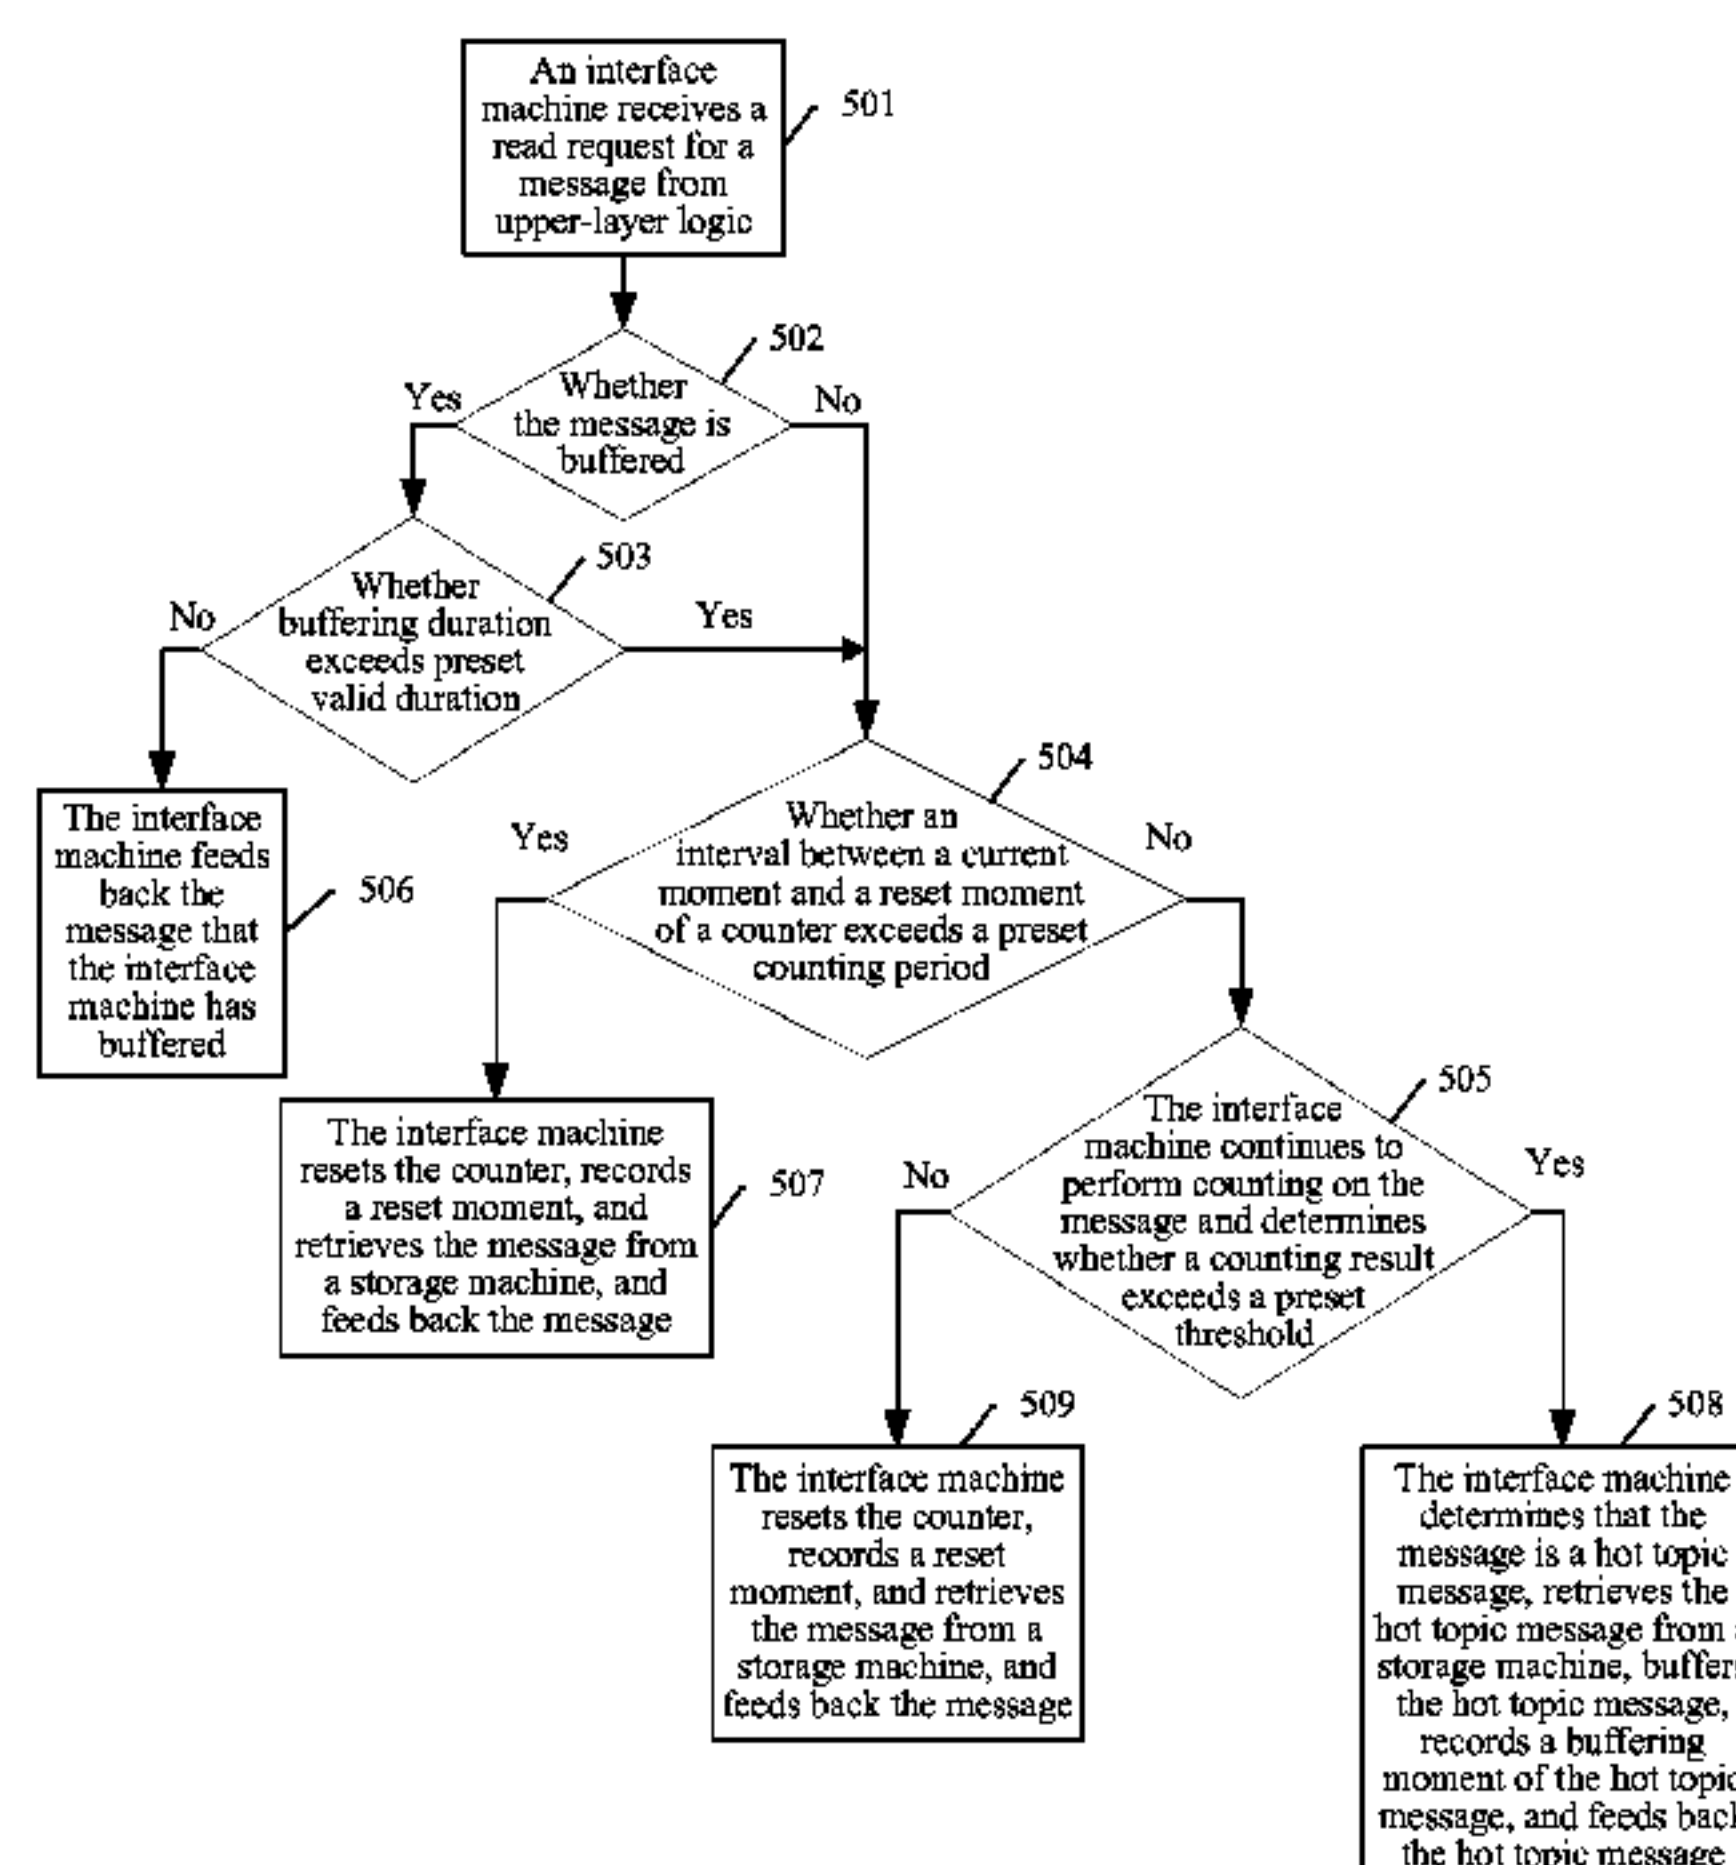 An interface
machine receives a
read request for a
message from
upper-layer logic
501
502
Whether
the message is
buffered
Yes
No
503
Whether
buffering duration
exceeds preset
valid duration
No
Yes
504
Whether an
interval between a current
moment and a reset moment
of a counter exceeds a preset
counting period
Yes
No
The interface
machine feeds
back the
message that
the interface
machine has
buffered
506
505
The interface
machine continues to
perform counting on the
message and determines
whether a counting result
exceeds a preset
threshold
No
Yes
The interface machine
resets the counter, records
a reset moment, and
retrieves the message from
a storage machine, and
feeds back the message
507
509
The interface machine
resets the counter,
records a reset
moment, and retrieves
the message from a
storage machine, and
feeds back the message
508
The interface machine
determines that the
message is a hot topic
message, retrieves the
hot topic message from
storage machine, buffers
the hot topic message,
records a buffering
moment of the hot topic
message, and feeds back
the hot topic message